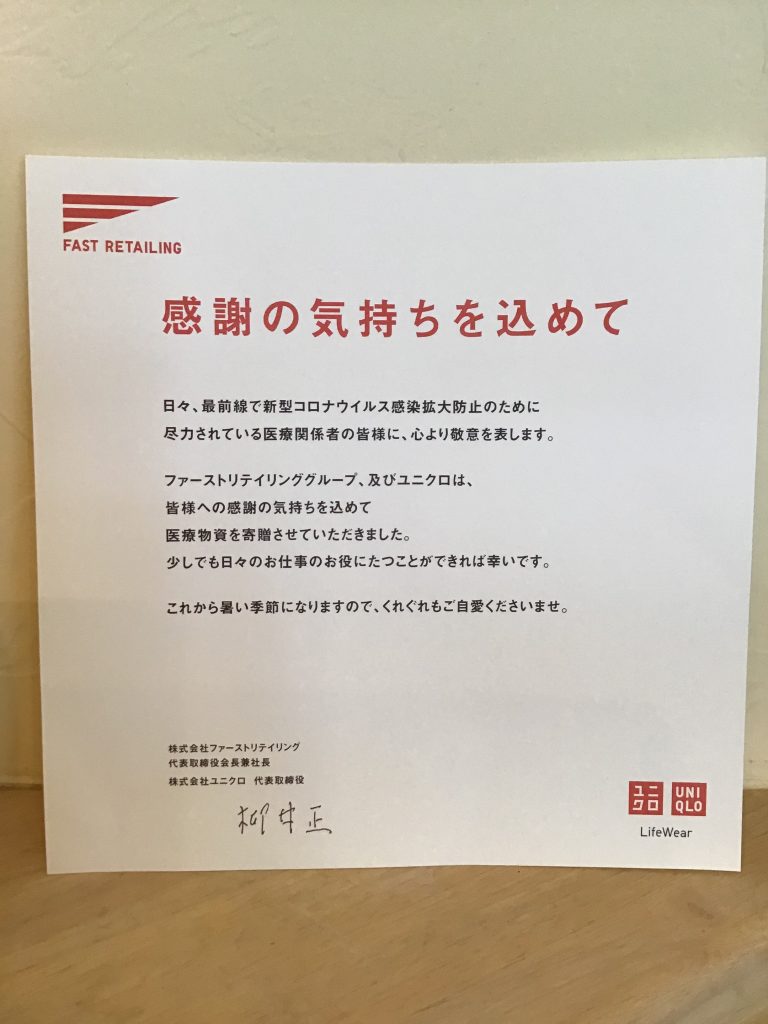 FAST RETAILING
感謝の気持ちを込めて
日々、最前線で新型コロナウイルス感染拡大防止のために
尽力されている医療関係者の皆様に、心より敬意を表します。
ファーストリテイリンググループ、及びユニクロは、
皆様への感謝の気持ちを込めて
医療物資を寄贈させていただきました。
少しでも日々のお仕事のお役にたつことができれば幸いです。
これから暑い季節になりますので、くれぐれもご自愛くださいませ。
株式会社ファーストリテイリング
代表取締役会長兼社長
株式会社ユニクロ 代表取締役
柳井正
ユニ
クロ
UNI
QLO
LifeWear